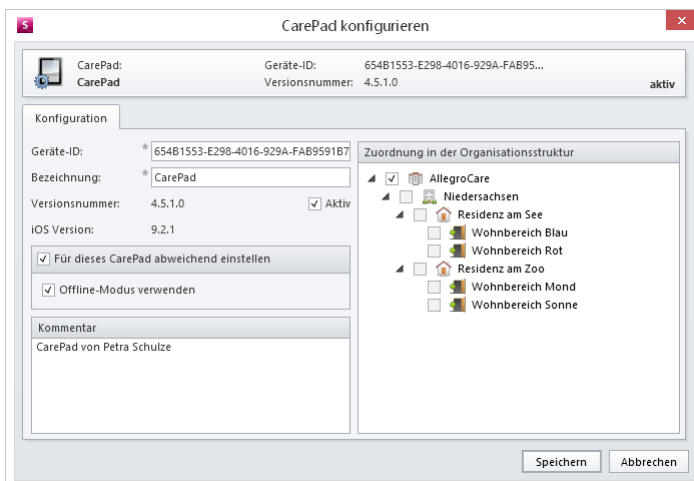 S
CarePad konfigurieren
x
CarePad:
CarePad
Geräte-ID: 654B1553-E298-4016-929A-FAB95...
Versionsnummer: 4.5.1.0
aktiv
Konfiguration
Geräte-ID: * 654B1553-E298-4016-929A-FAB9591B7
Bezeichnung: * CarePad
Versionsnummer: 4.5.1.0 Aktiv
iOS Version: 9.2.1
Für dieses CarePad abweichend einstellen
Offline-Modus verwenden
Kommentar
CarePad von Petra Schulze
Zuordnung in der Organisationsstruktur
AllegroCare
Niedersachsen
Residenz am See
Wohnbereich Blau
Wohnbereich Rot
Residenz am Zoo
Wohnbereich Mond
Wohnbereich Sonne
Speichern
Abbrechen